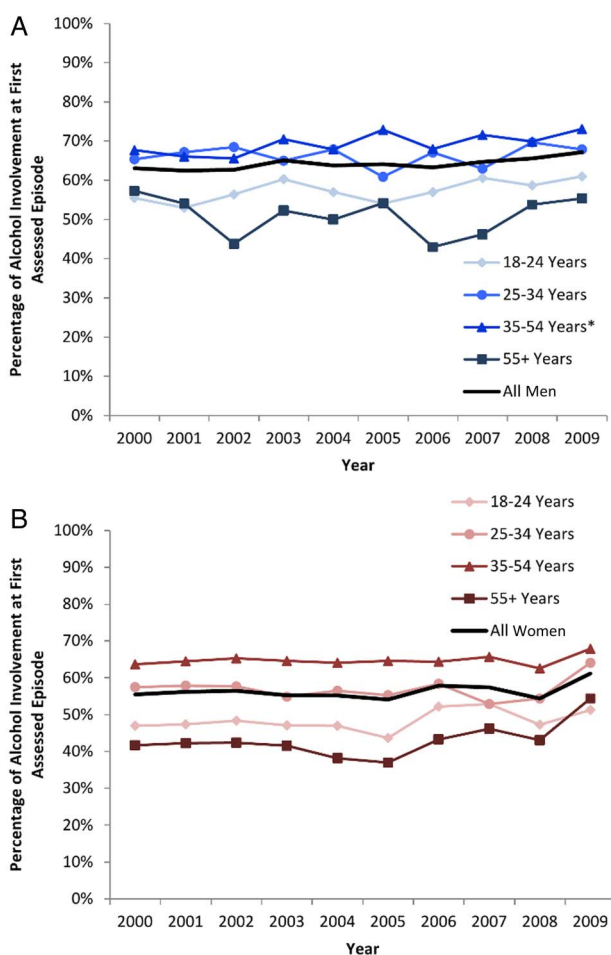 A
Percentage of Alcohol Involvement at First
Assessed Episode
100%
90%
80%
70%
60%
50%
40%
30%
20%
10%
0%
18-24 Years
25-34 Years
35-54 Years*
55+ Years
All Men
2000 2001 2002 2003 2004 2005 2006 2007 2008 2009
Year
B
Percentage of Alcohol Involvement at First
Assessed Episode
100%
90%
80%
70%
60%
50%
40%
30%
20%
10%
0%
18-24 Years
25-34 Years
35-54 Years
55+ Years
All Women
2000 2001 2002 2003 2004 2005 2006 2007 2008 2009
Year